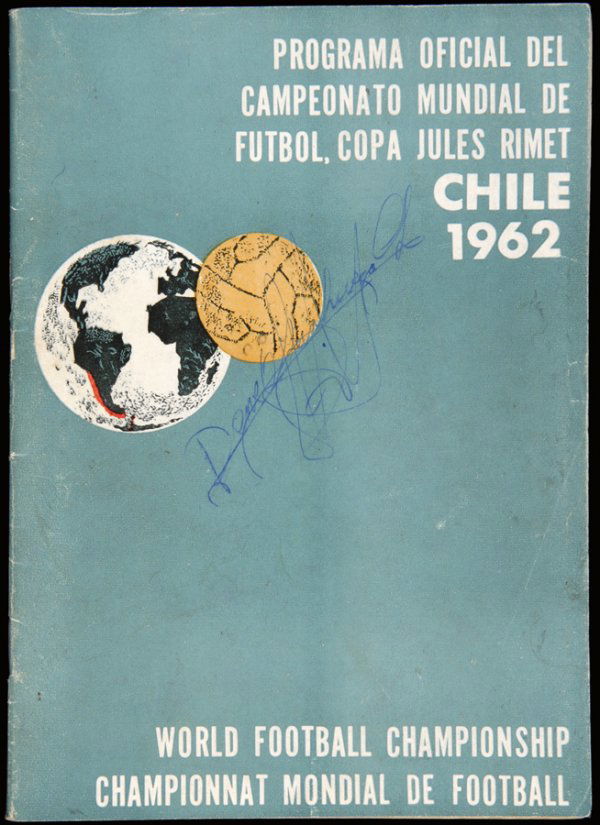 PROGRAMA OFICIAL DEL
CAMPEONATO MUNDIAL DE
FUTBOL, COPA JULES RIMET
CHILE
1962
WORLD FOOTBALL CHAMPIONSHIP
CHAMPIONNAT MONDIAL DE FOOTBALL